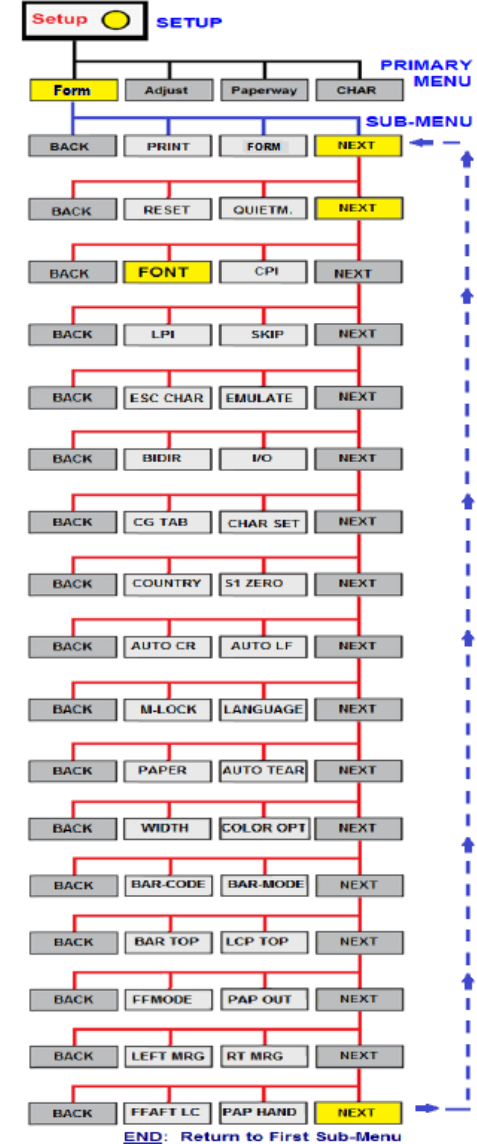 Setup SETUP
PRIMARY
MENU
Form Adjust Paperway CHAR
SUB-MENU
BACK PRINT FORM NEXT
BACK RESET QUIETM. NEXT
BACK FONT CPI NEXT
BACK LPI SKIP NEXT
BACK ESC CHAR EMULATE NEXT
BACK BIDIR I/O NEXT
BACK CG TAB CHAR SET NEXT
BACK COUNTRY S1 ZERO NEXT
BACK AUTO CR AUTO LF NEXT
BACK M-LOCK LANGUAGE NEXT
BACK PAPER AUTO TEAR NEXT
BACK WIDTH COLOR OPT NEXT
BACK BAR-CODE BAR-MODE NEXT
BACK BAR TOP LCP TOP NEXT
BACK FFMODE PAP OUT NEXT
BACK LEFT MRG RT MRG NEXT
BACK FFAFT LC PAP HAND NEXT
END: Return to First Sub-Menu